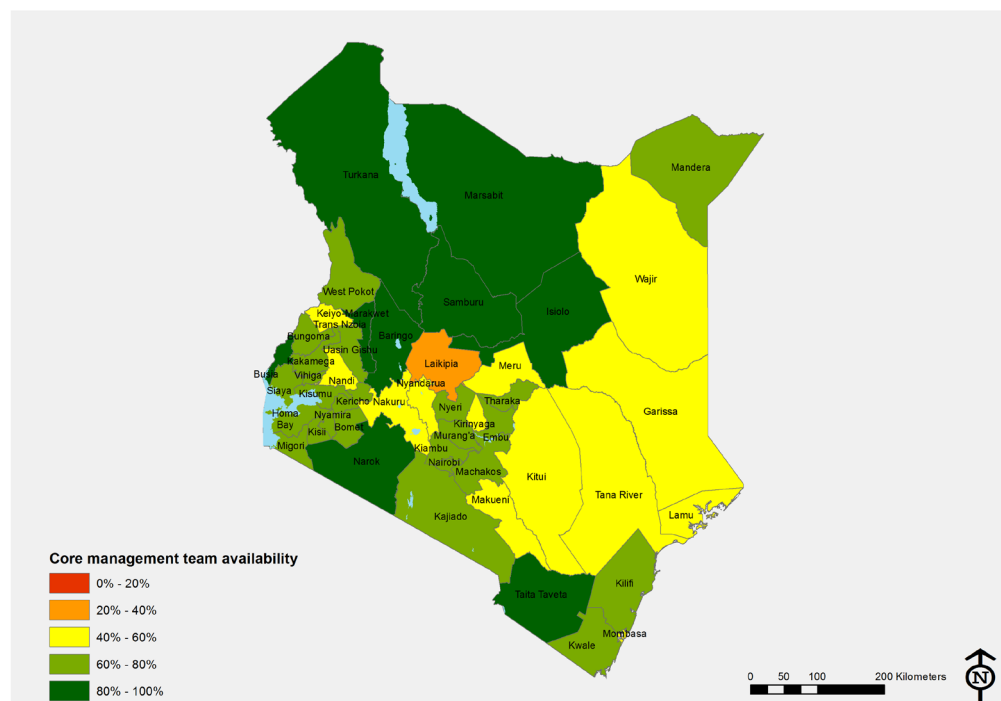 Mandera
Turkana
Marsabit
Wajir
West Pokot
Samburu
Isiolo
Keiyo-Marakwet
Trans Nzoia
Bungoma
Baringo
Uasin Gishu
Laikipia
Kakamega
Meru
Busia
Vihiga
Nandi
Nyandarua
Siaya
Kisumu
Kericho
Nakuru
Tharaka
Nyeri
Garissa
Homa
Bay
Nyamira
Kirinyaga
Bomet
Kisii
Murang'a
Embu
Migori
Kiambu
Narok
Nairobi
Machakos
Kitui
Tana River
Makueni
Lamu
Kajiado
Kilifi
Taita Taveta
Mombasa
Kwale
Core management team availability
0% - 20%
20% - 40%
40% - 60%
60% - 80%
80% - 100%
0 50 100 200 Kilometers
N